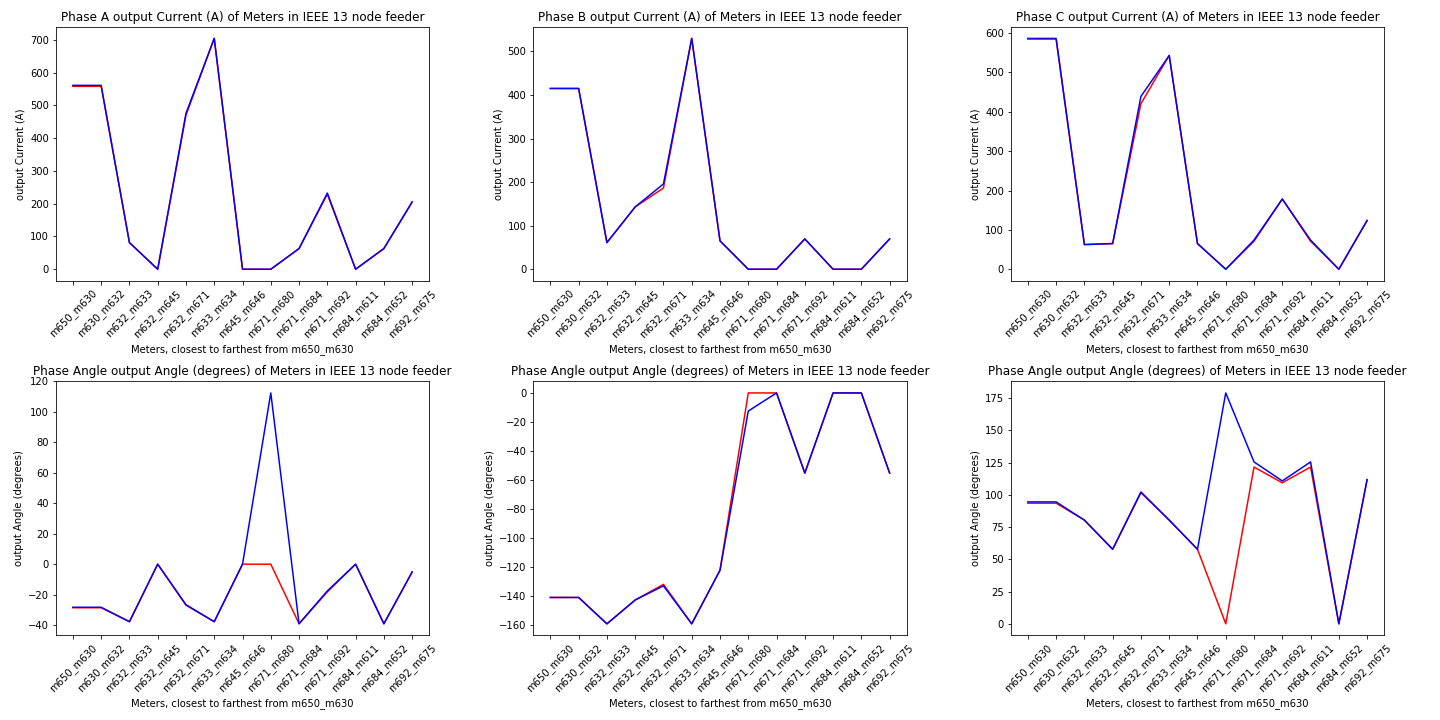 Phase A output Current (A) of Meters in IEEE 13 node feeder
output Current (A)
700
600
500
400
300
200
100
0
m650_m630
m630_m632
m632_m633
m632_m645
m632_m671
m633_m634
m645_m646
m671_m680
m671_m684
m671_m692
m684_m611
m684_m652
m692_m675
Meters, closest to farthest from m650_m630
Phase B output Current (A) of Meters in IEEE 13 node feeder
output Current (A)
500
400
300
200
100
0
m650_m630
m630_m632
m632_m633
m632_m645
m632_m671
m633_m634
m645_m646
m671_m680
m671_m684
m671_m692
m684_m611
m684_m652
m692_m675
Meters, closest to farthest from m650_m630
Phase C output Current (A) of Meters in IEEE 13 node feeder
output Current (A)
600
500
400
300
200
100
0
m650_m630
m630_m632
m632_m633
m632_m645
m632_m671
m633_m634
m645_m646
m671_m680
m671_m684
m671_m692
m684_m611
m684_m652
m692_m675
Meters, closest to farthest from m650_m630
Phase Angle output Angle (degrees) of Meters in IEEE 13 node feeder
output Angle (degrees)
120
100
80
60
40
20
0
−20
−40
m650_m630
m630_m632
m632_m633
m632_m645
m632_m671
m633_m634
m645_m646
m671_m680
m671_m684
m671_m692
m684_m611
m684_m652
m692_m675
Meters, closest to farthest from m650_m630
Phase Angle output Angle (degrees) of Meters in IEEE 13 node feeder
output Angle (degrees)
0
−20
−40
−60
−80
−100
−120
−140
−160
m650_m630
m630_m632
m632_m633
m632_m645
m632_m671
m633_m634
m645_m646
m671_m680
m671_m684
m671_m692
m684_m611
m684_m652
m692_m675
Meters, closest to farthest from m650_m630
Phase Angle output Angle (degrees) of Meters in IEEE 13 node feeder
output Angle (degrees)
175
150
125
100
75
50
25
0
m650_m630
m630_m632
m632_m633
m632_m645
m632_m671
m633_m634
m645_m646
m671_m680
m671_m684
m671_m692
m684_m611
m684_m652
m692_m675
Meters, closest to farthest from m650_m630